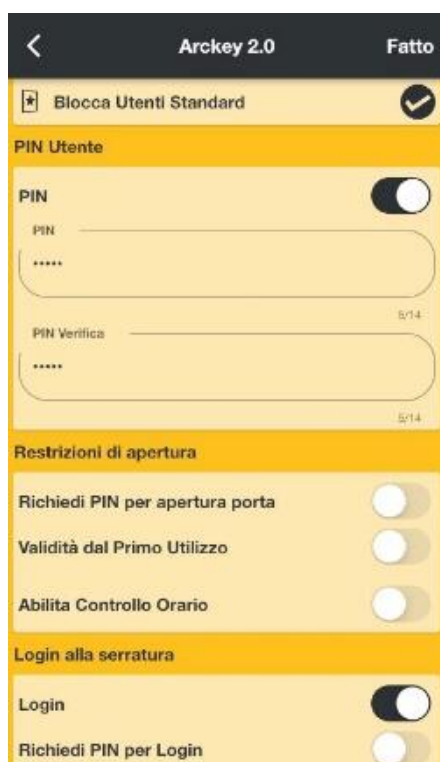 Arckey 2.0 Fatto
Blocca Utenti Standard
PIN Utente
PIN
PIN
•••••
5/14
PIN Verifica
•••••
5/14
Restrizioni di apertura
Richiedi PIN per apertura porta
Validità dal Primo Utilizzo
Abilita Controllo Orario
Login alla serratura
Login
Richiedi PIN per Login